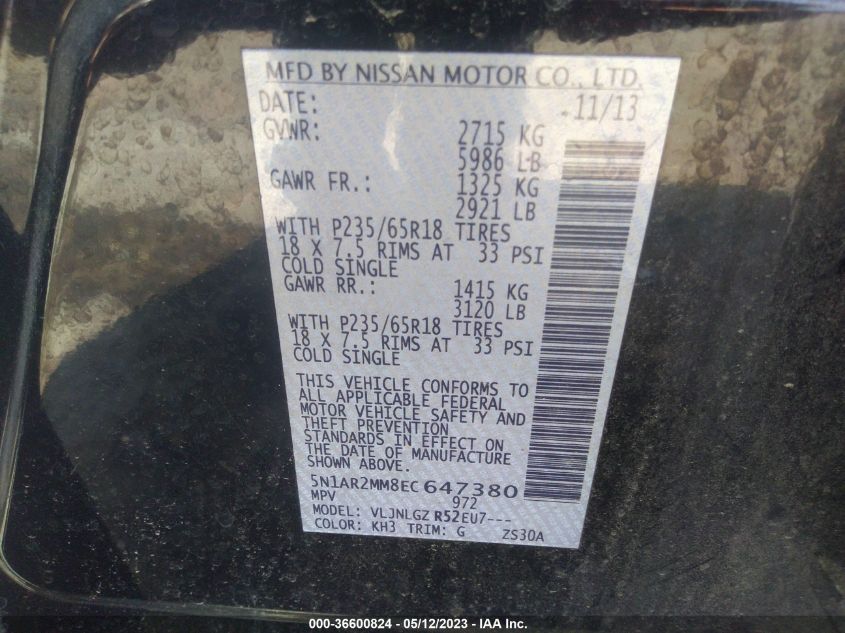 MFD BY NISSAN MOTOR CO., LTD.
DATE: 11/13
GVWR: 2715 KG
5986 LB
GAWR FR.: 1325 KG
2921 LB
WITH P235/65R18 TIRES
18 X 7.5 RIMS AT 33 PSI
COLD SINGLE
GAWR RR.: 1415 KG
3120 LB
WITH P235/65R18 TIRES
18 X 7.5 RIMS AT 33 PSI
COLD SINGLE
THIS VEHICLE CONFORMS TO
ALL APPLICABLE FEDERAL
MOTOR VEHICLE SAFETY AND
THEFT PREVENTION
STANDARDS IN EFFECT ON
THE DATE OF MANUFACTURE
SHOWN ABOVE.
5N1AR2MM8EC647380
MPV 972
MODEL: VLJNLGZ R52EU7---
COLOR: KH3 TRIM: G ZS30A
000-36600824 - 05/12/2023 - IAA Inc.